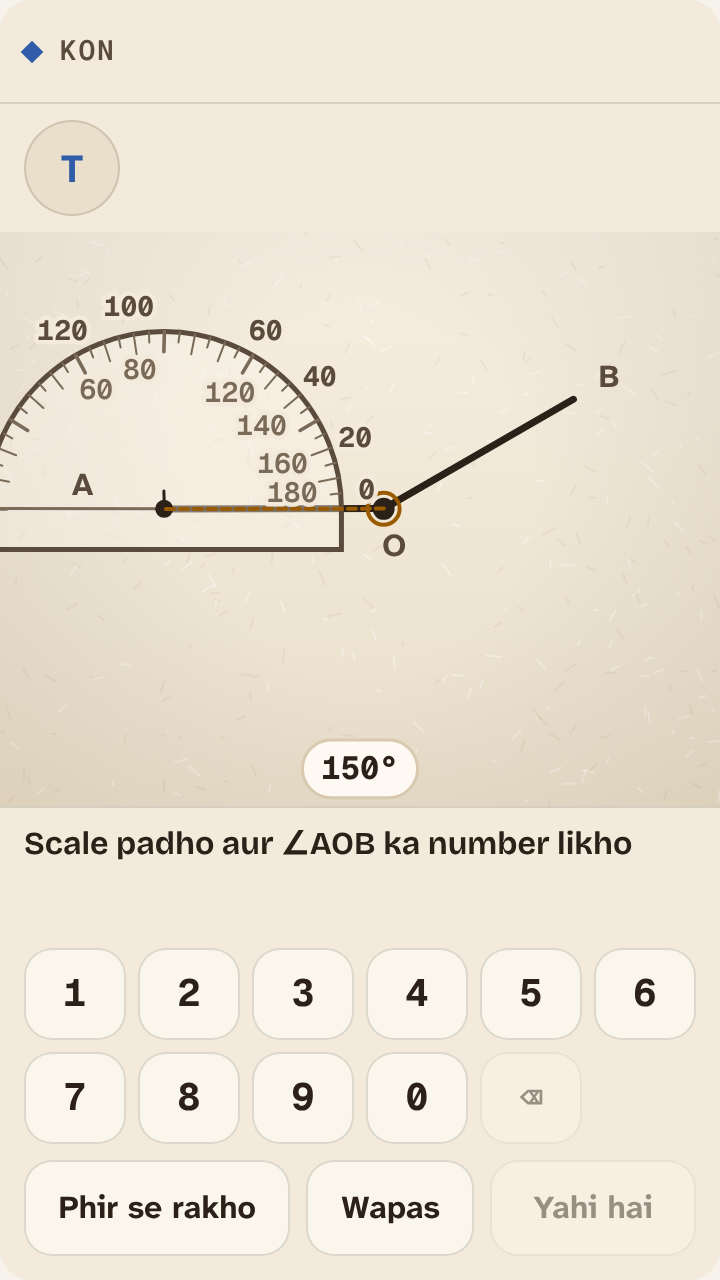 KON
T
100
120
60
80
60
40
120
140
20
160
180
0
A
B
O
150°
Scale padho aur ∠AOB ka number likho
1 2 3 4 5 6
7 8 9 0 ⌫
Phir se rakho Wapas Yahi hai